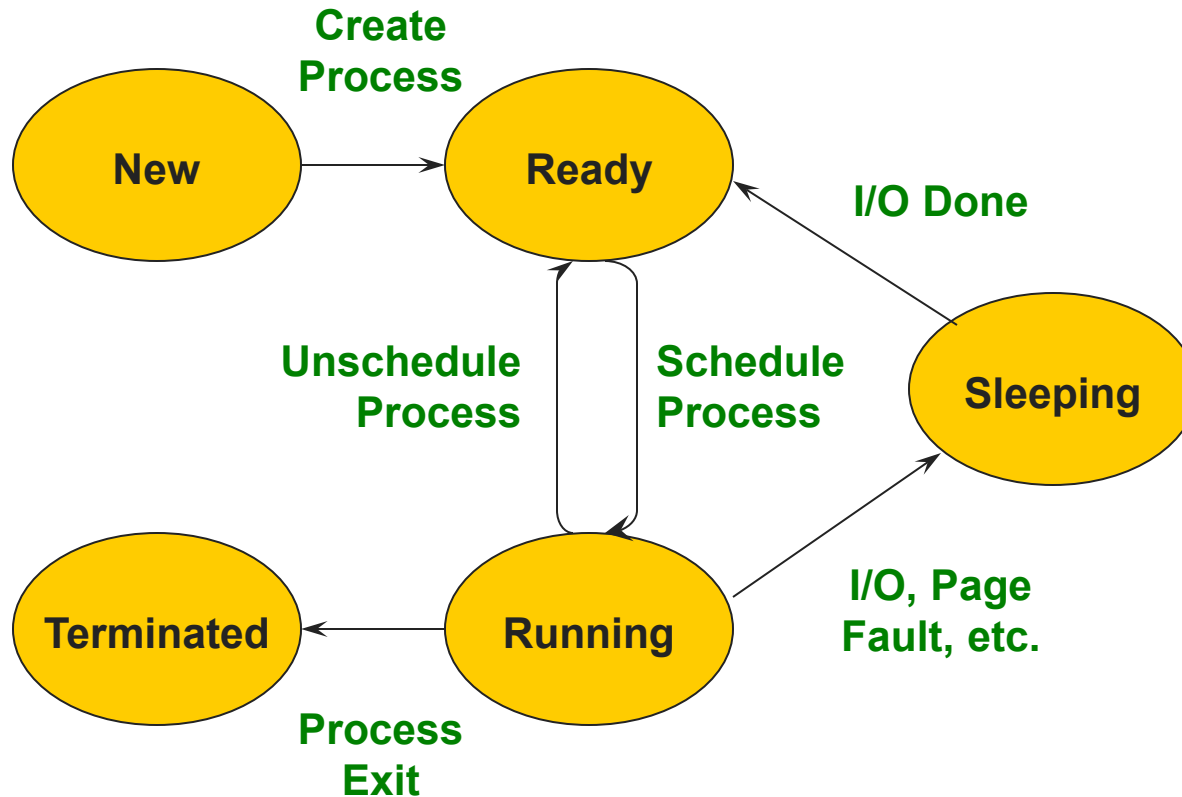 Create
Process
New
Ready
I/O Done
Unschedule
Process
Schedule
Process
Sleeping
I/O, Page
Fault, etc.
Terminated
Running
Process
Exit